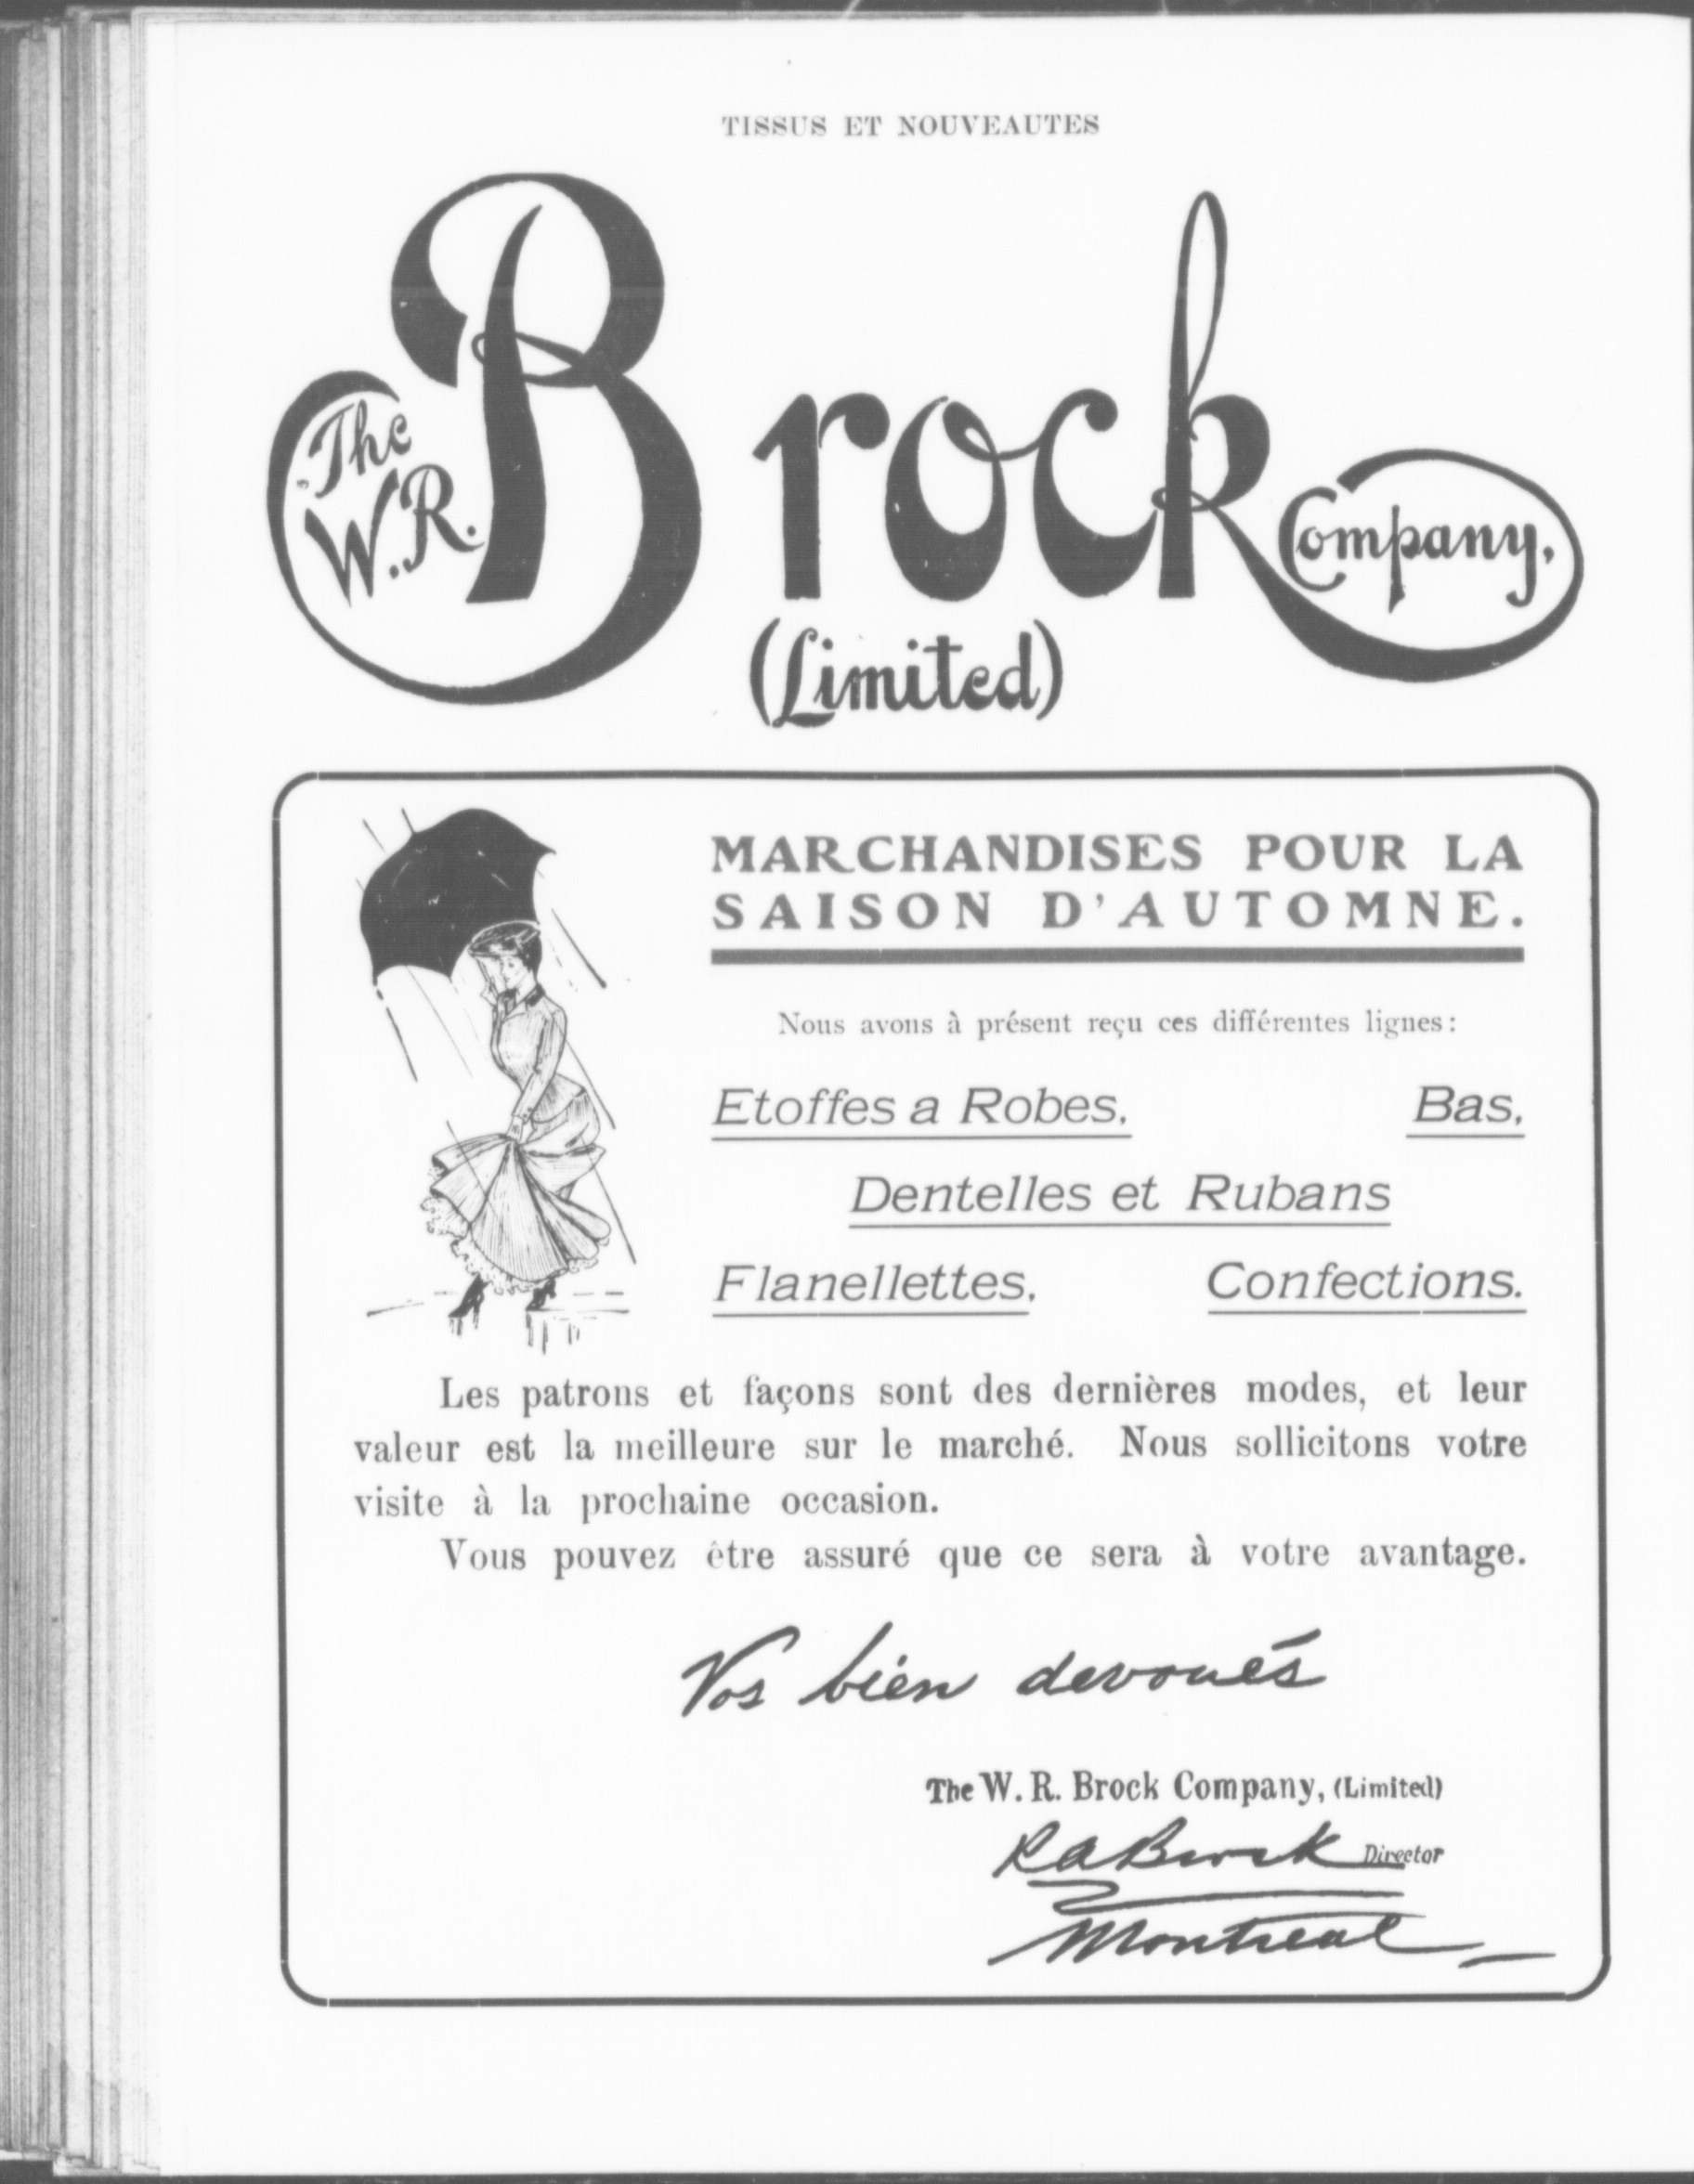 TISSUS ET NOUVEAUTES
The
W.R.
Brock
Company,
(Limited)
MARCHANDISES POUR LA
SAISON D'AUTOMNE.
Nous avons à présent reçu ces différentes lignes:
Etoffes a Robes, Bas,
Dentelles et Rubans
Flanellettes, Confections.
Les patrons et façons sont des dernières modes, et leur
valeur est la meilleure sur le marché. Nous sollicitons votre
visite à la prochaine occasion.
Vous pouvez être assuré que ce sera à votre avantage.
Vos bien devoués
The W. R. Brock Company, (Limited)
R A Brock Director
Montreal